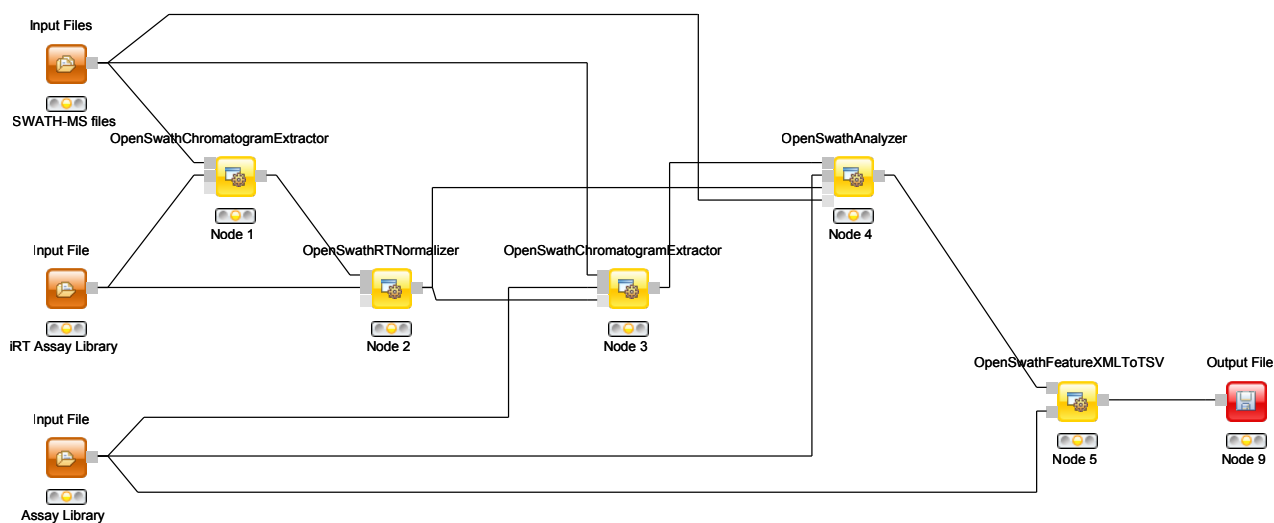 Input Files
SWATH-MS files
OpenSwathChromatogramExtractor
Node 1
OpenSwathAnalyzer
Node 4
Input File
iRT Assay Library
OpenSwathRTNormalizer
Node 2
OpenSwathChromatogramExtractor
Node 3
OpenSwathFeatureXMLToTSV
Node 5
Output File
Node 9
Input File
Assay Library